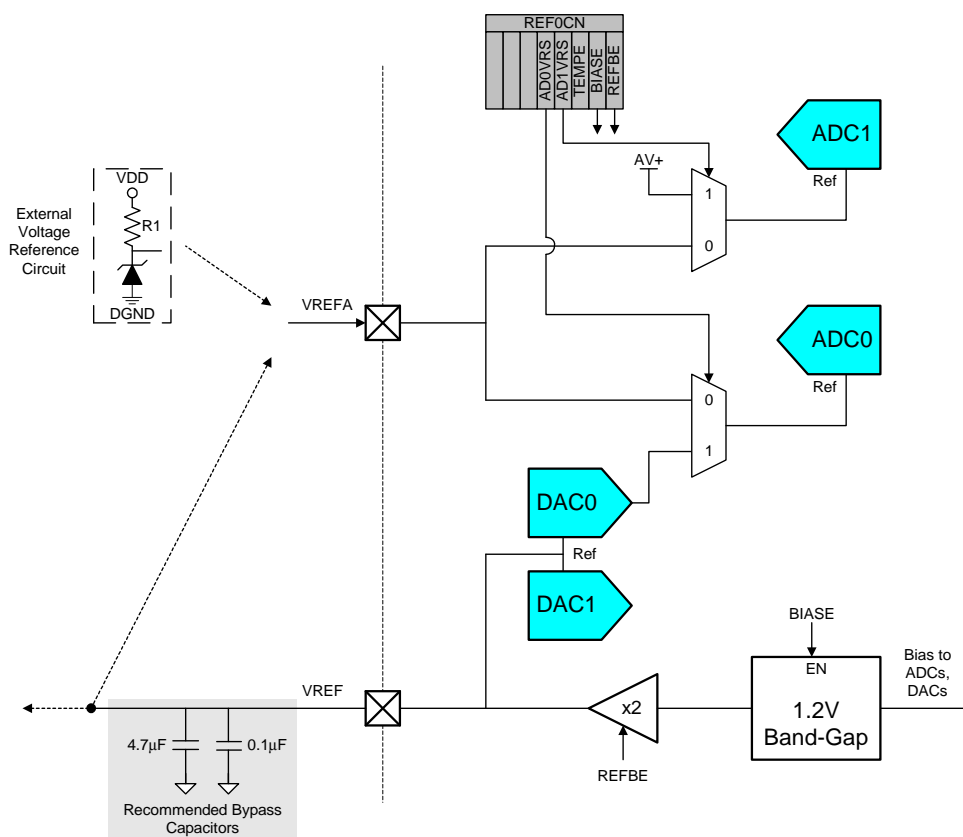 REF0CN
AD0VRS
AD1VRS
TEMPE
BIASE
REFBE
ADC1
Ref
AV+
1
0
VDD
R1
DGND
External
Voltage
Reference
Circuit
VREFA
ADC0
Ref
0
1
DAC0
Ref
DAC1
BIASE
EN
1.2V
Band-Gap
Bias to
ADCs,
DACs
x2
REFBE
VREF
4.7µF
0.1µF
Recommended Bypass
Capacitors